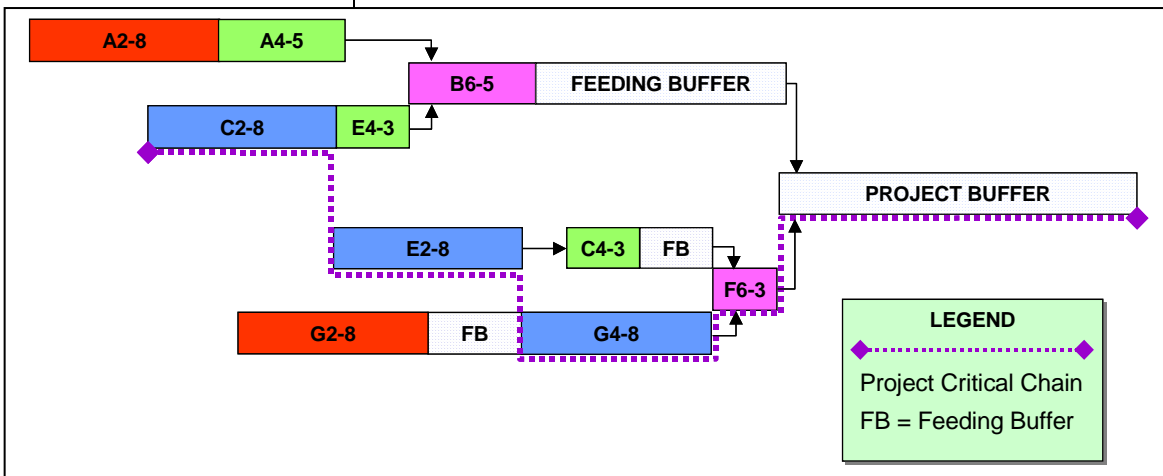 A2-8 A4-5
B6-5 FEEDING BUFFER
C2-8 E4-3
PROJECT BUFFER
E2-8 C4-3 FB
F6-3
G2-8 FB G4-8
LEGEND
Project Critical Chain
FB = Feeding Buffer